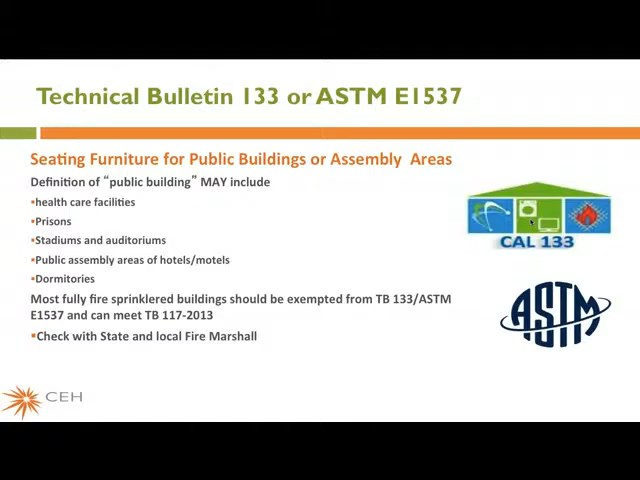 Technical Bulletin 133 or ASTM E1537
Seating Furniture for Public Buildings or Assembly Areas
Definition of "public building" MAY include
▪health care facilities
▪Prisons
▪Stadiums and auditoriums
▪Public assembly areas of hotels/motels
▪Dormitories
Most fully fire sprinklered buildings should be exempted from TB 133/ASTM
E1537 and can meet TB 117-2013
▪Check with State and local Fire Marshall
CAL 133
ASTM
CEH